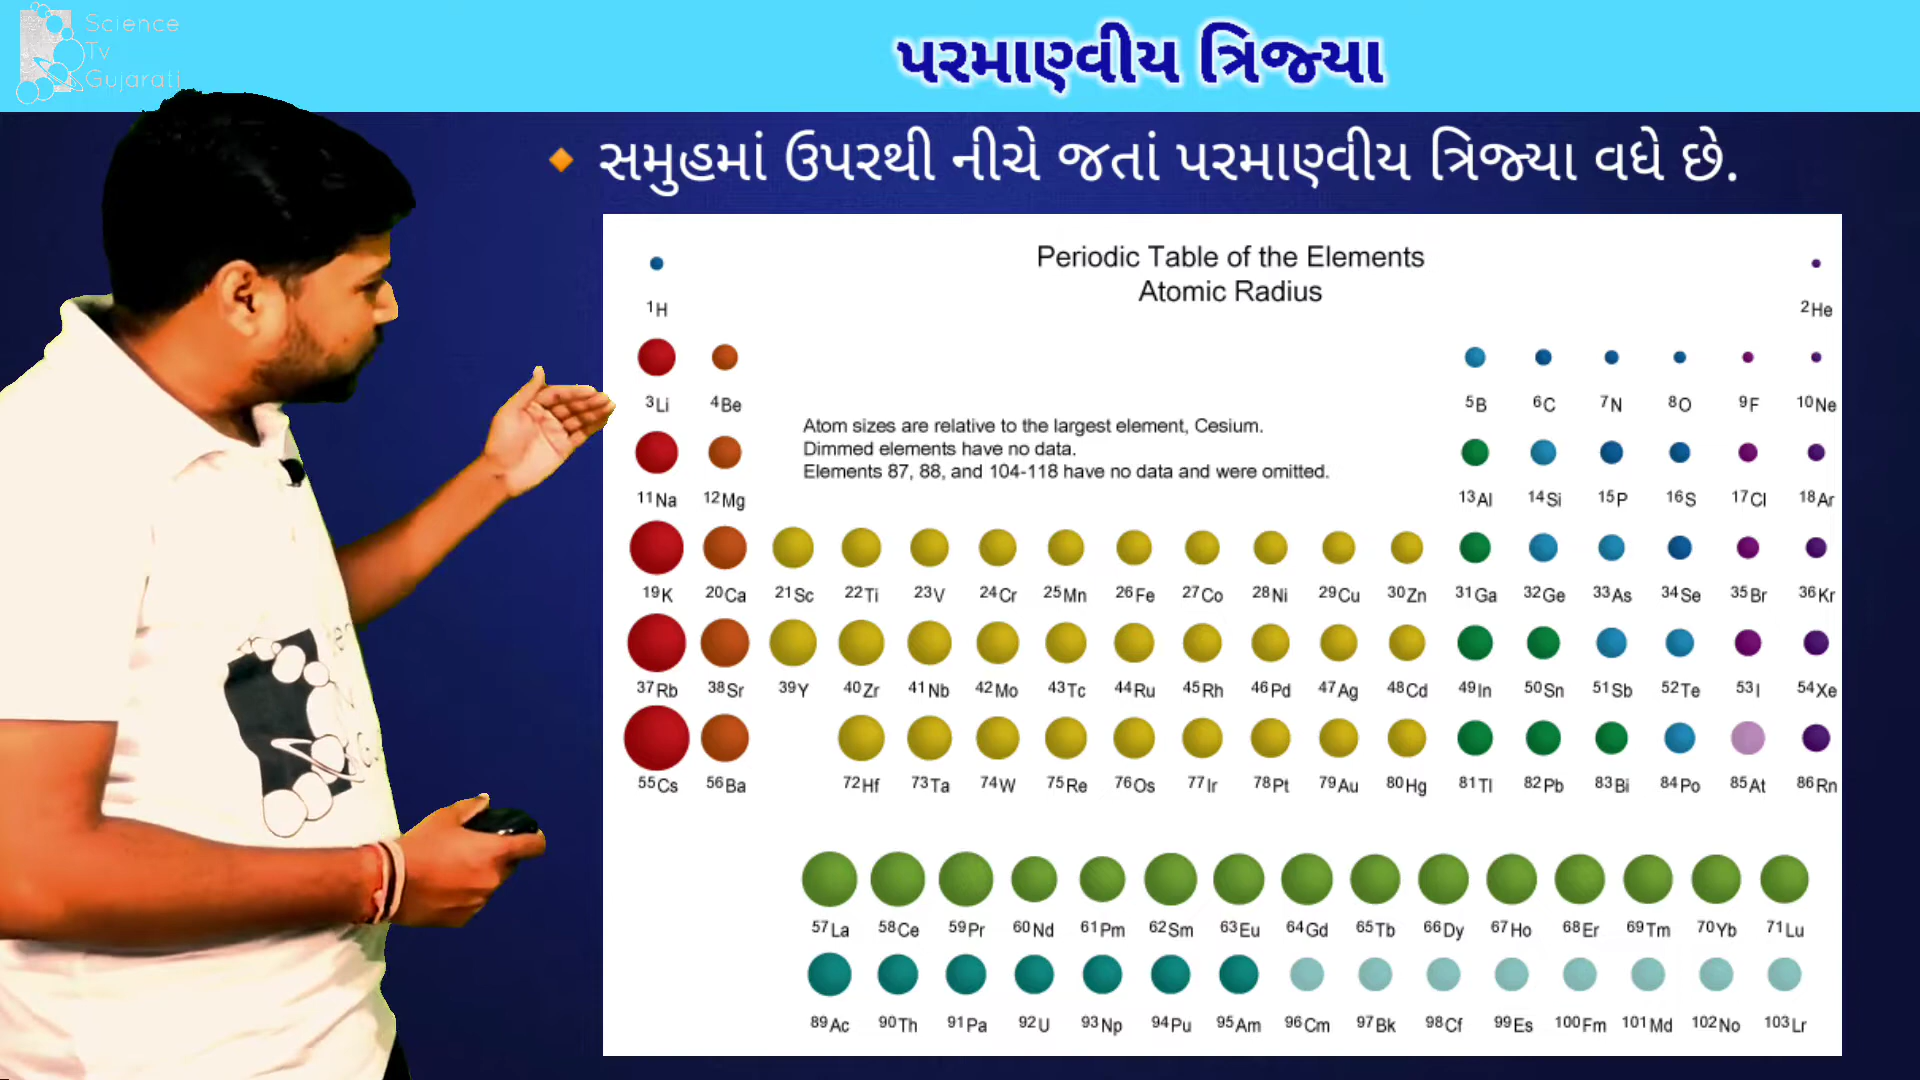 Science
Tv
Gujarati
પરમાણ્વીય ત્રિજ્યા
સમુહમાં ઉપરથી નીચે જતાં પરમાણ્વીય ત્રિજ્યા વધે છે.
Periodic Table of the Elements
Atomic Radius
1H 2He
3Li 4Be 5B 6C 7N 8O 9F 10Ne
Atom sizes are relative to the largest element, Cesium.
Dimmed elements have no data.
Elements 87, 88, and 104-118 have no data and were omitted.
11Na 12Mg 13Al 14Si 15P 16S 17Cl 18Ar
19K 20Ca 21Sc 22Ti 23V 24Cr 25Mn 26Fe 27Co 28Ni 29Cu 30Zn 31Ga 32Ge 33As 34Se 35Br 36Kr
37Rb 38Sr 39Y 40Zr 41Nb 42Mo 43Tc 44Ru 45Rh 46Pd 47Ag 48Cd 49In 50Sn 51Sb 52Te 53I 54Xe
55Cs 56Ba 72Hf 73Ta 74W 75Re 76Os 77Ir 78Pt 79Au 80Hg 81Tl 82Pb 83Bi 84Po 85At 86Rn
57La 58Ce 59Pr 60Nd 61Pm 62Sm 63Eu 64Gd 65Tb 66Dy 67Ho 68Er 69Tm 70Yb 71Lu
89Ac 90Th 91Pa 92U 93Np 94Pu 95Am 96Cm 97Bk 98Cf 99Es 100Fm 101Md 102No 103Lr